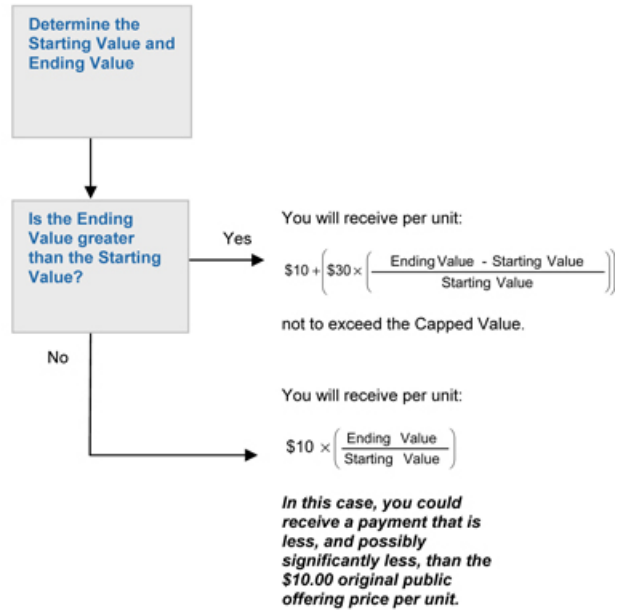 Determine the
Starting Value and
Ending Value
Is the Ending
Value greater
than the Starting
Value?
Yes
You will receive per unit:
$10 + ( $30 × ( Ending Value - Starting Value
Starting Value ) )
not to exceed the Capped Value.
No
You will receive per unit:
$10 × ( Ending Value
Starting Value )
In this case, you could
receive a payment that is
less, and possibly
significantly less, than the
$10.00 original public
offering price per unit.